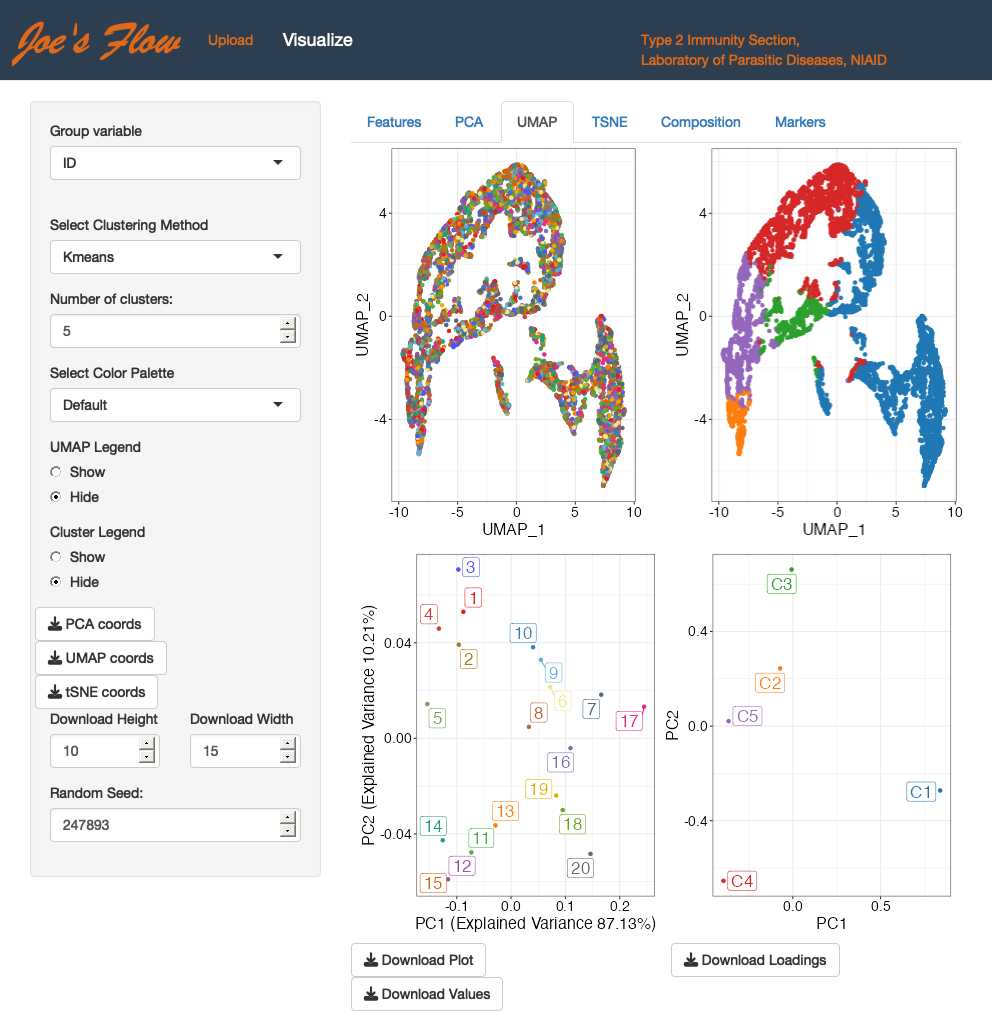 Joe's Flow
Upload
Visualize
Type 2 Immunity Section,
Laboratory of Parasitic Diseases, NIAID
Group variable
ID
Select Clustering Method
Kmeans
Number of clusters:
5
Select Color Palette
Default
UMAP Legend
Show
Hide
Cluster Legend
Show
Hide
PCA coords
UMAP coords
tSNE coords
Download Height
Download Width
10
15
Random Seed:
247893
Features
PCA
UMAP
TSNE
Composition
Markers
UMAP_2
4
0
-4
-10
-5
0
5
10
UMAP_1
UMAP_2
4
0
-4
-10
-5
0
5
10
UMAP_1
PC2 (Explained Variance 10.21%)
0.04
0.00
-0.04
3
1
4
2
10
9
6
5
8
7
17
16
19
13
18
14
11
12
20
15
-0.1
0.0
0.1
0.2
PC1 (Explained Variance 87.13%)
PC2
0.4
0.0
-0.4
C3
C2
C5
C1
C4
0.0
0.5
PC1
Download Plot
Download Values
Download Loadings